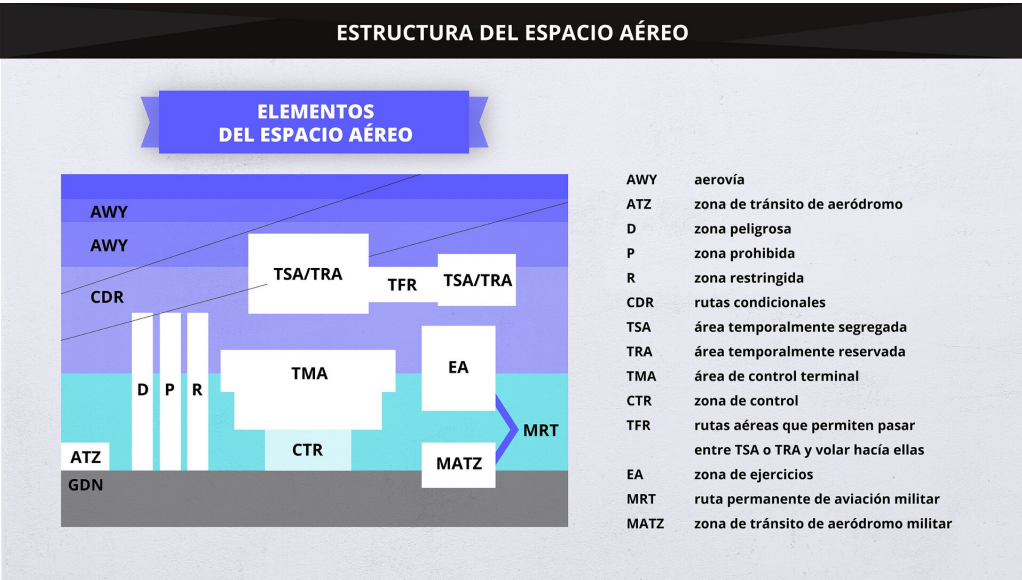 ESTRUCTURA DEL ESPACIO AÉREO
ELEMENTOS
DEL ESPACIO AÉREO
AWY
AWY
CDR
TSA/TRA
TFR
TSA/TRA
TMA
EA
D P R
MRT
CTR
ATZ
MATZ
GDN
AWY aerovía
ATZ zona de tránsito de aeródromo
D zona peligrosa
P zona prohibida
R zona restringida
CDR rutas condicionales
TSA área temporalmente segregada
TRA área temporalmente reservada
TMA área de control terminal
CTR zona de control
TFR rutas aéreas que permiten pasar
entre TSA o TRA y volar hacía ellas
EA zona de ejercicios
MRT ruta permanente de aviación militar
MATZ zona de tránsito de aeródromo militar